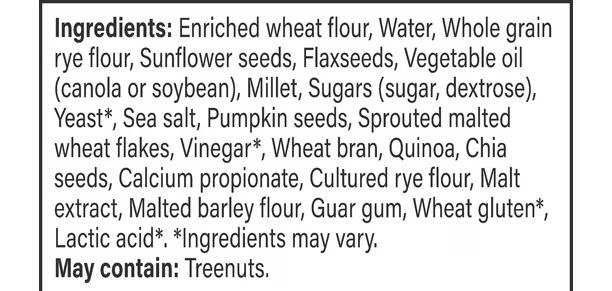 Ingredients: Enriched wheat flour, Water, Whole grain
rye flour, Sunflower seeds, Flaxseeds, Vegetable oil
(canola or soybean), Millet, Sugars (sugar, dextrose),
Yeast*, Sea salt, Pumpkin seeds, Sprouted malted
wheat flakes, Vinegar*, Wheat bran, Quinoa, Chia
seeds, Calcium propionate, Cultured rye flour, Malt
extract, Malted barley flour, Guar gum, Wheat gluten*,
Lactic acid*. *Ingredients may vary.
May contain: Treenuts.